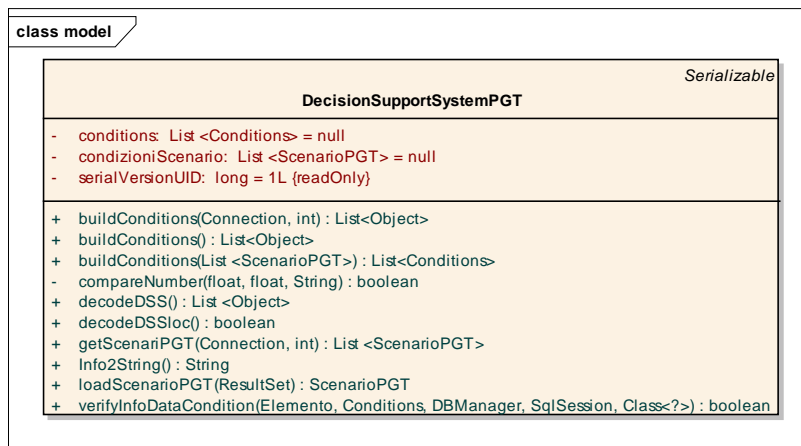 class model
Serializable
DecisionSupportSystemPGT
- conditions: List <Conditions> = null
- condizioniScenario: List <ScenarioPGT> = null
- serialVersionUID: long = 1L {readOnly}
+ buildConditions(Connection, int) : List<Object>
+ buildConditions() : List<Object>
+ buildConditions(List <ScenarioPGT>) : List<Conditions>
- compareNumber(float, float, String) : boolean
+ decodeDSS() : List <Object>
+ decodeDSSloc() : boolean
+ getScenariPGT(Connection, int) : List <ScenarioPGT>
+ Info2String() : String
+ loadScenarioPGT(ResultSet) : ScenarioPGT
+ verifyInfoDataCondition(Elemento, Conditions, DBManager, SqlSession, Class<?>) : boolean